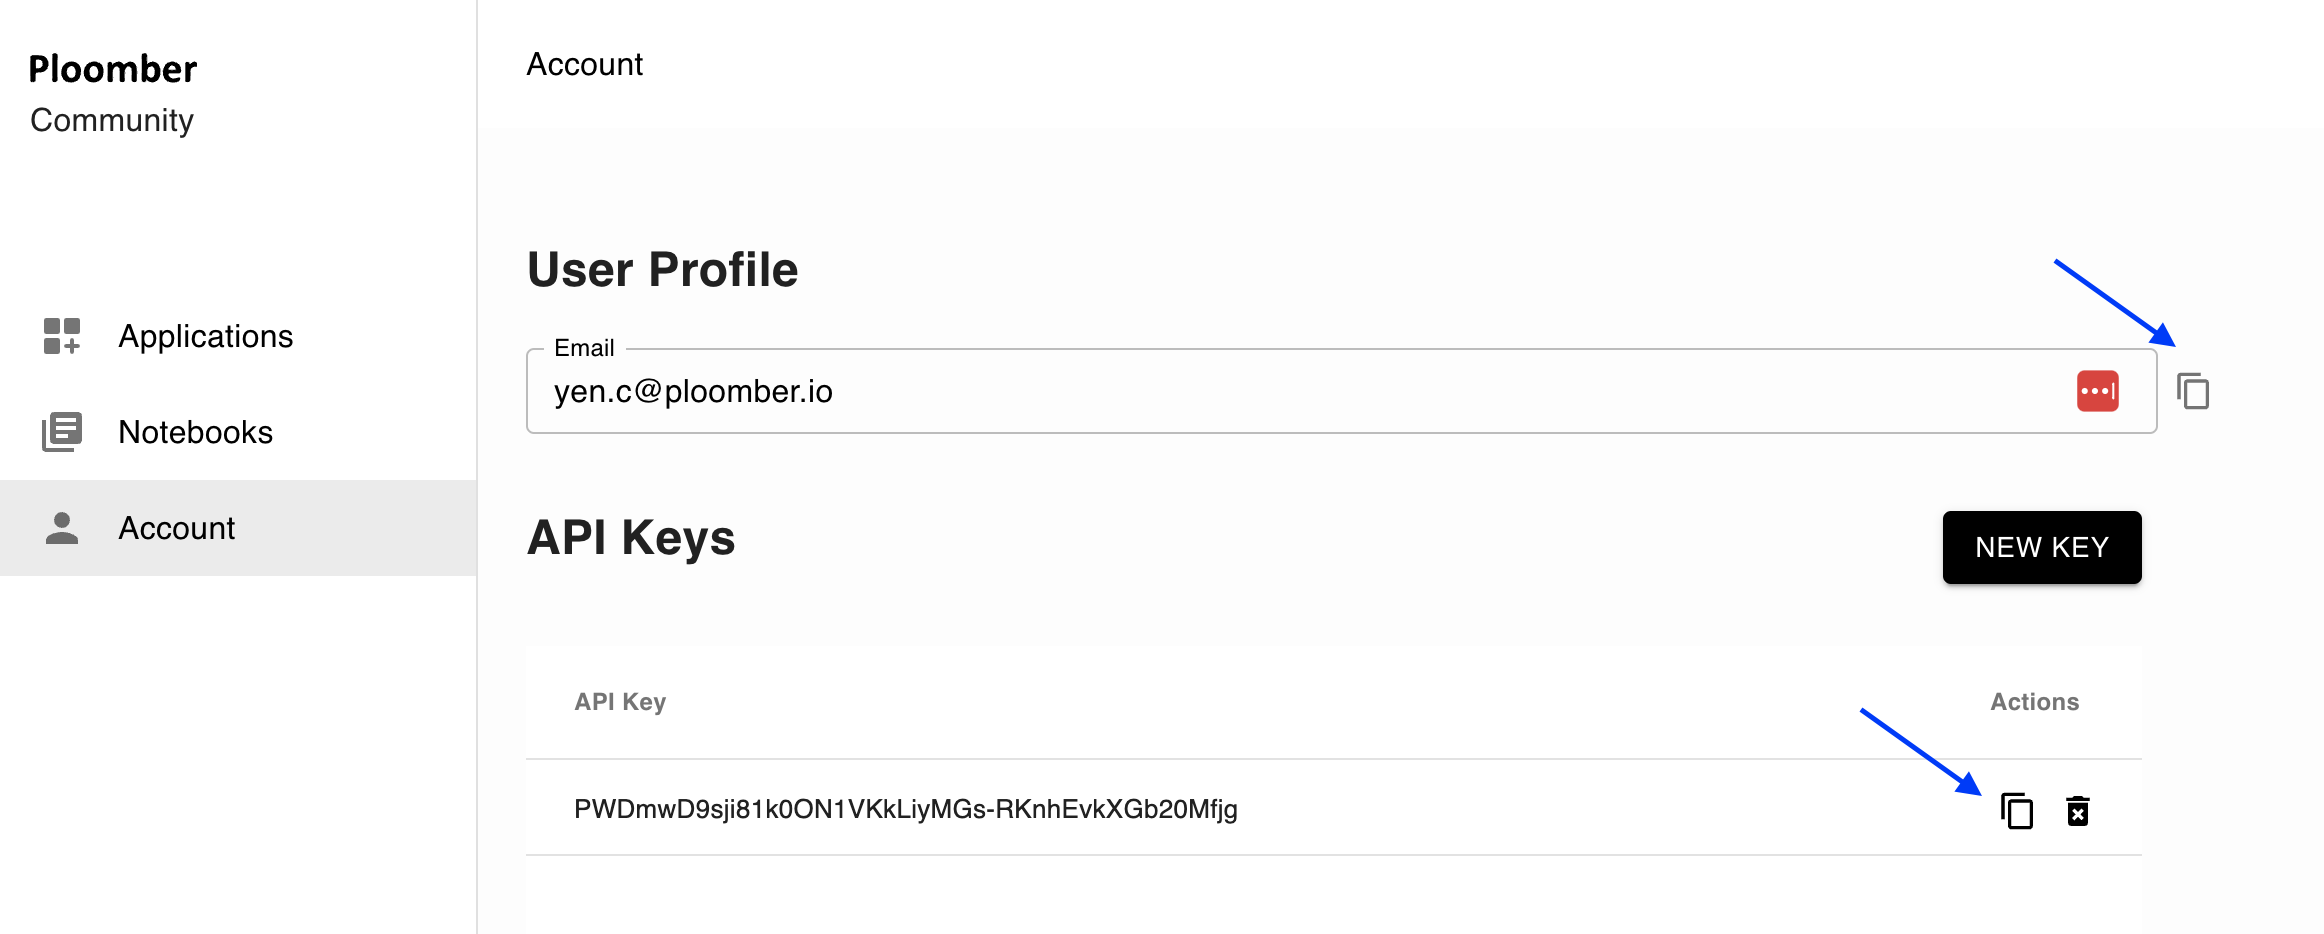 Ploomber
Community
Applications
Notebooks
Account
Account
User Profile
Email
yen.c@ploomber.io
API Keys
NEW KEY
API Key
Actions
PWDmwD9sji81k0ON1VKkLiyMGs-RKnhEvkXGb20Mfjg